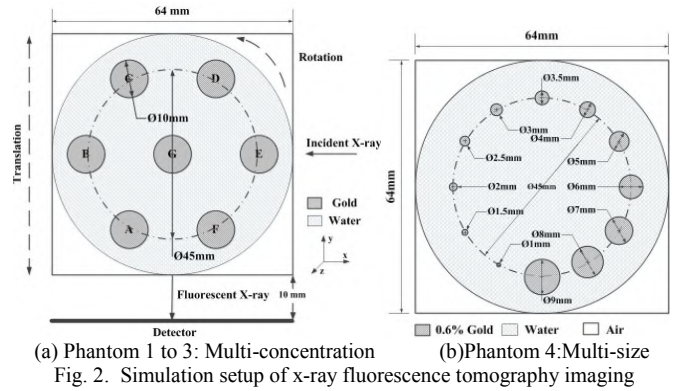 64 mm
Rotation
Translation
C
D
Ø10mm
Incident X-ray
B
G
E
Gold
Water
A
F
Ø45mm
y
x
z
Fluorescent X-ray
10 mm
Detector
(a) Phantom 1 to 3: Multi-concentration
64mm
64mm
Ø3.5mm
Ø3mm
Ø4mm
Ø2.5mm
Ø5mm
Ø2mm
Ø45mm
Ø6mm
Ø1.5mm
Ø7mm
Ø1mm
Ø8mm
Ø9mm
0.6% Gold
Water
Air
(b)Phantom 4:Multi-size
Fig. 2. Simulation setup of x-ray fluorescence tomography imaging